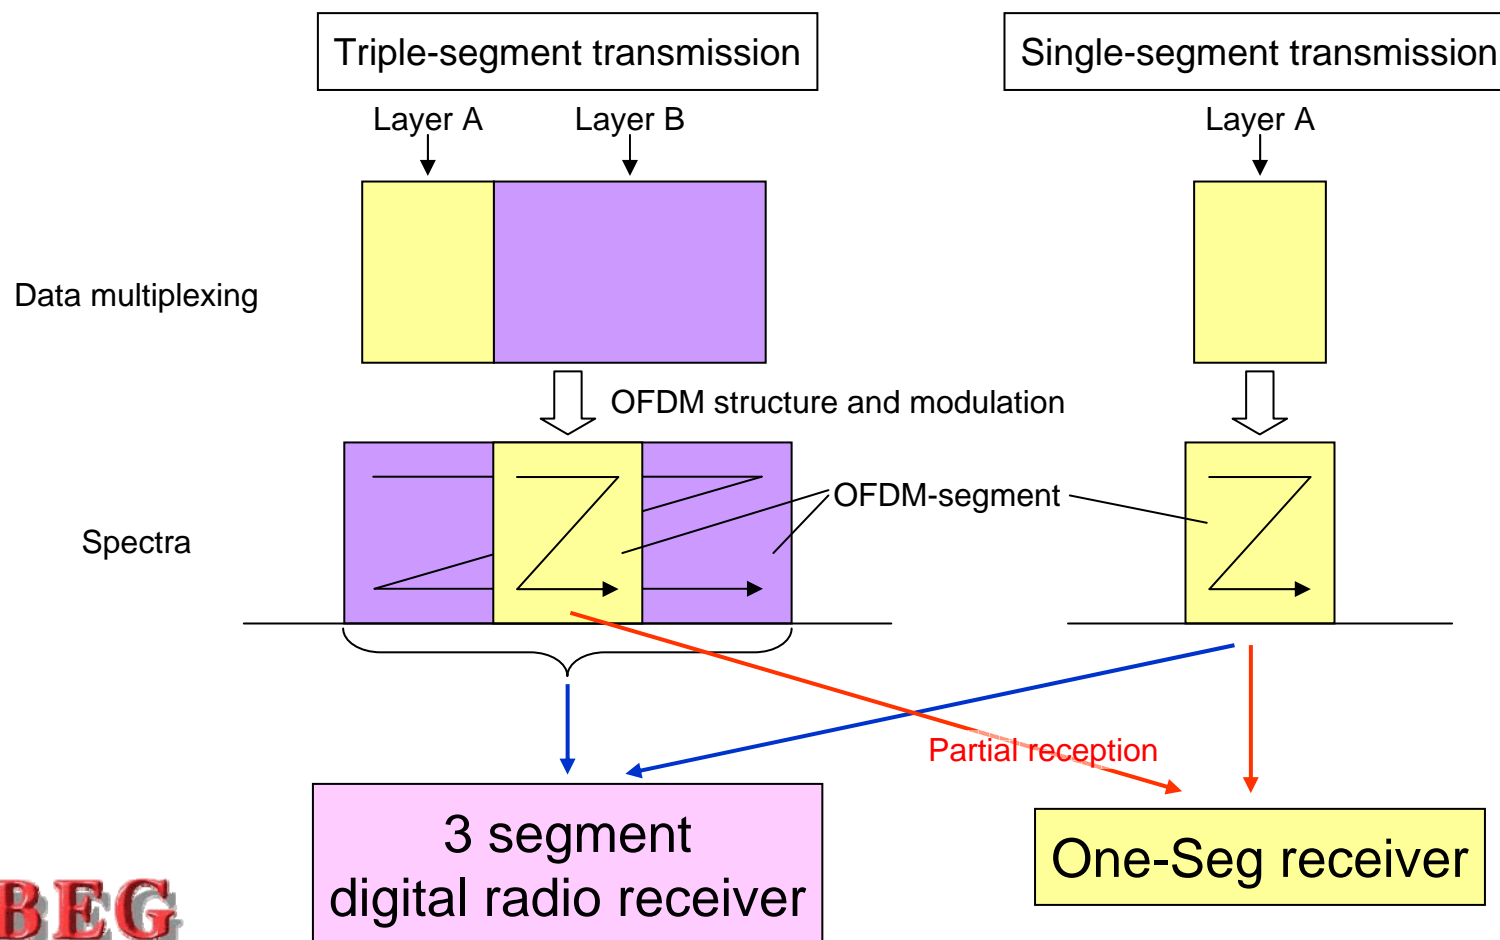 Triple-segment transmission
Single-segment transmission
Layer A
Layer B
Layer A
Data multiplexing
OFDM structure and modulation
OFDM-segment
Spectra
Partial reception
3 segment
digital radio receiver
One-Seg receiver
BEG